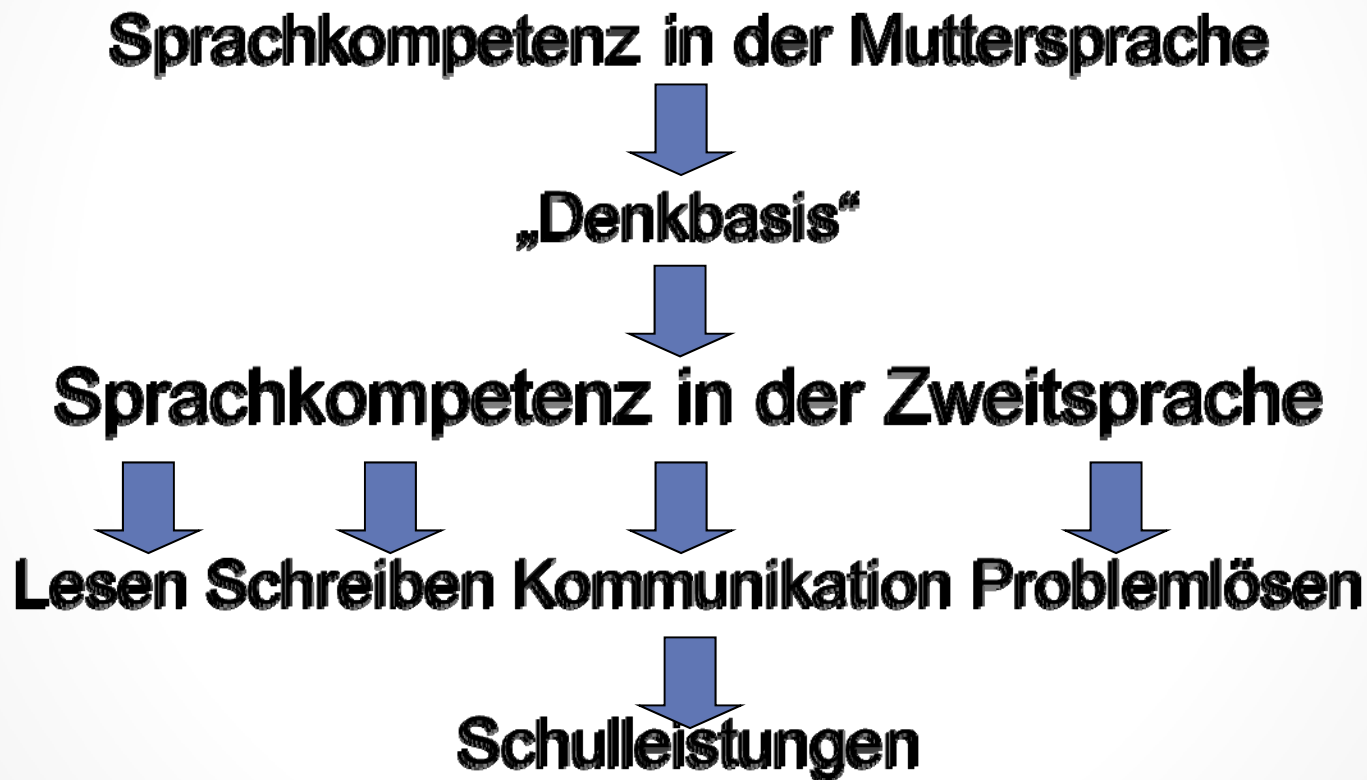 Sprachkompetenz in der Muttersprache
„Denkbasis“
Sprachkompetenz in der Zweitsprache
Lesen Schreiben Kommunikation Problemlösen
Schulleistungen